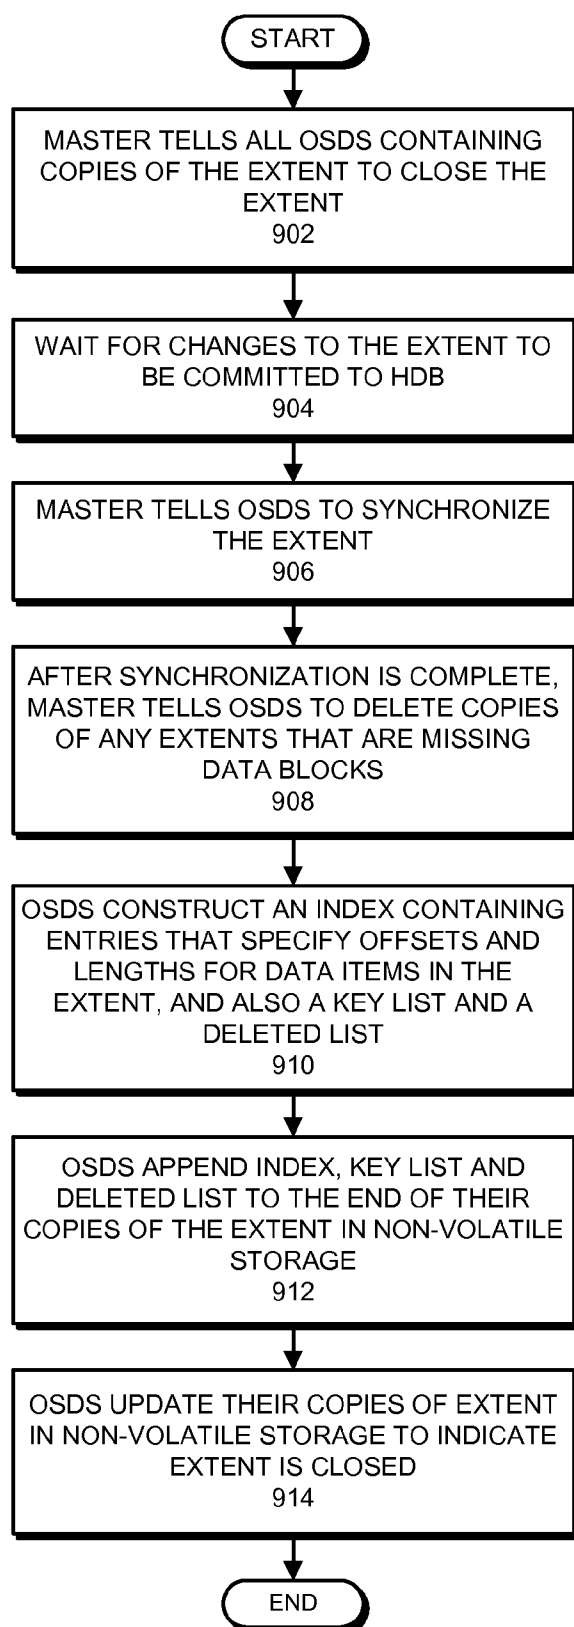 START
MASTER TELLS ALL OSDS CONTAINING
COPIES OF THE EXTENT TO CLOSE THE
EXTENT
902
WAIT FOR CHANGES TO THE EXTENT TO
BE COMMITTED TO HDB
904
MASTER TELLS OSDS TO SYNCHRONIZE
THE EXTENT
906
AFTER SYNCHRONIZATION IS COMPLETE,
MASTER TELLS OSDS TO DELETE COPIES
OF ANY EXTENTS THAT ARE MISSING
DATA BLOCKS
908
OSDS CONSTRUCT AN INDEX CONTAINING
ENTRIES THAT SPECIFY OFFSETS AND
LENGTHS FOR DATA ITEMS IN THE
EXTENT, AND ALSO A KEY LIST AND A
DELETED LIST
910
OSDS APPEND INDEX, KEY LIST AND
DELETED LIST TO THE END OF THEIR
COPIES OF THE EXTENT IN NON-VOLATILE
STORAGE
912
OSDS UPDATE THEIR COPIES OF EXTENT
IN NON-VOLATILE STORAGE TO INDICATE
EXTENT IS CLOSED
914
END